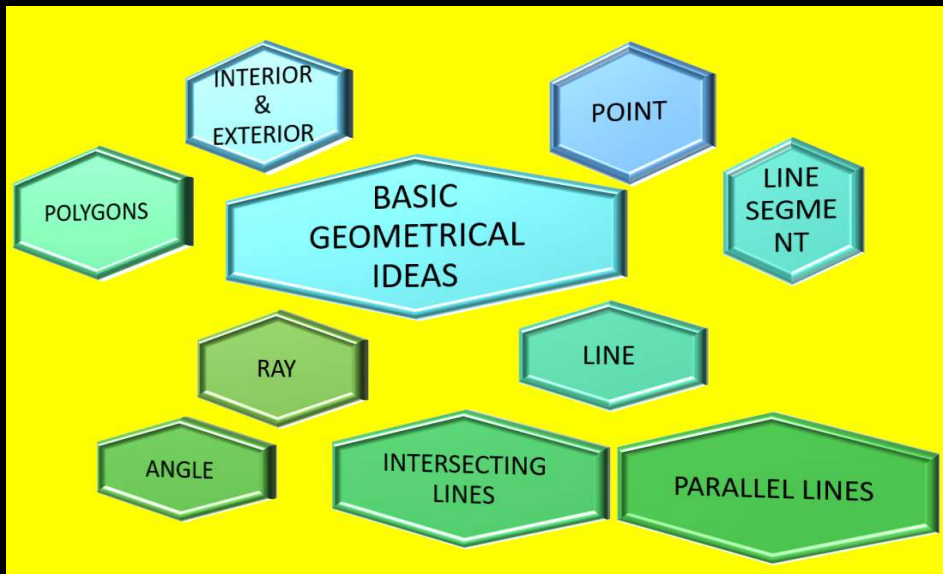 INTERIOR
&
EXTERIOR
POINT
POLYGONS
BASIC
GEOMETRICAL
IDEAS
LINE
SEGME
NT
RAY
LINE
ANGLE
INTERSECTING
LINES
PARALLEL LINES